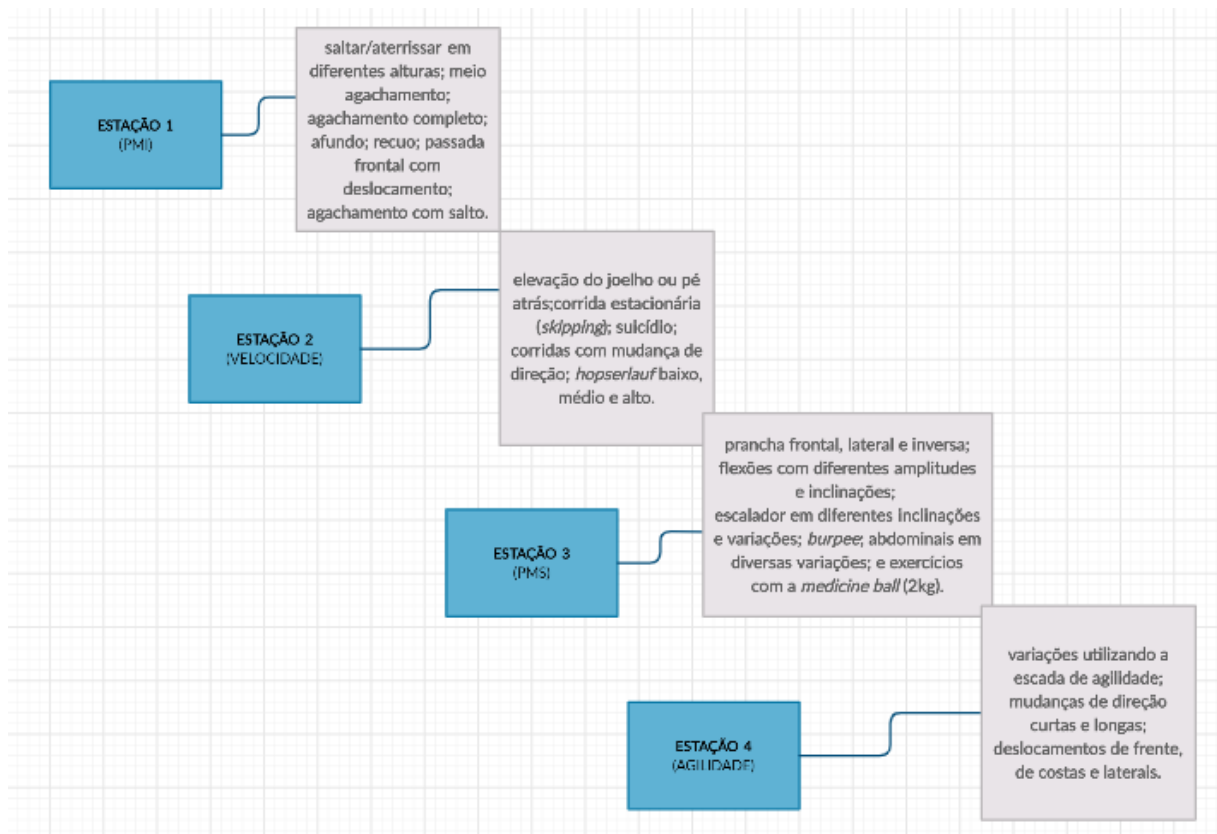 saltar/aterrissar em
diferentes alturas; meio
agachamento;
agachamento completo;
afundo; recuo; passada
frontal com
deslocamento;
agachamento com salto.
ESTAÇÃO 1
(PMI)
elevação do joelho ou pé
atrás;corrida estacionária
(skipping); suicídio;
corridas com mudança de
direção; hopserlauf baixo,
médio e alto.
ESTAÇÃO 2
(VELOCIDADE)
prancha frontal, lateral e inversa;
flexões com diferentes amplitudes
e inclinações;
escalador em diferentes inclinações
e variações; burpee; abdominais em
diversas variações; e exercícios
com a medicine ball (2kg).
ESTAÇÃO 3
(PMS)
variações utilizando a
escada de agilidade;
mudanças de direção
curtas e longas;
deslocamentos de frente,
de costas e laterais.
ESTAÇÃO 4
(AGILIDADE)